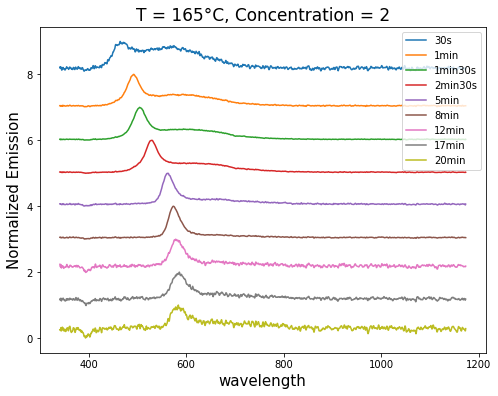 T = 165°C, Concentration = 2
Normalized Emission
8
6
4
2
0
400
600
800
1000
1200
wavelength
30s
1min
1min30s
2min30s
5min
8min
12min
17min
20min